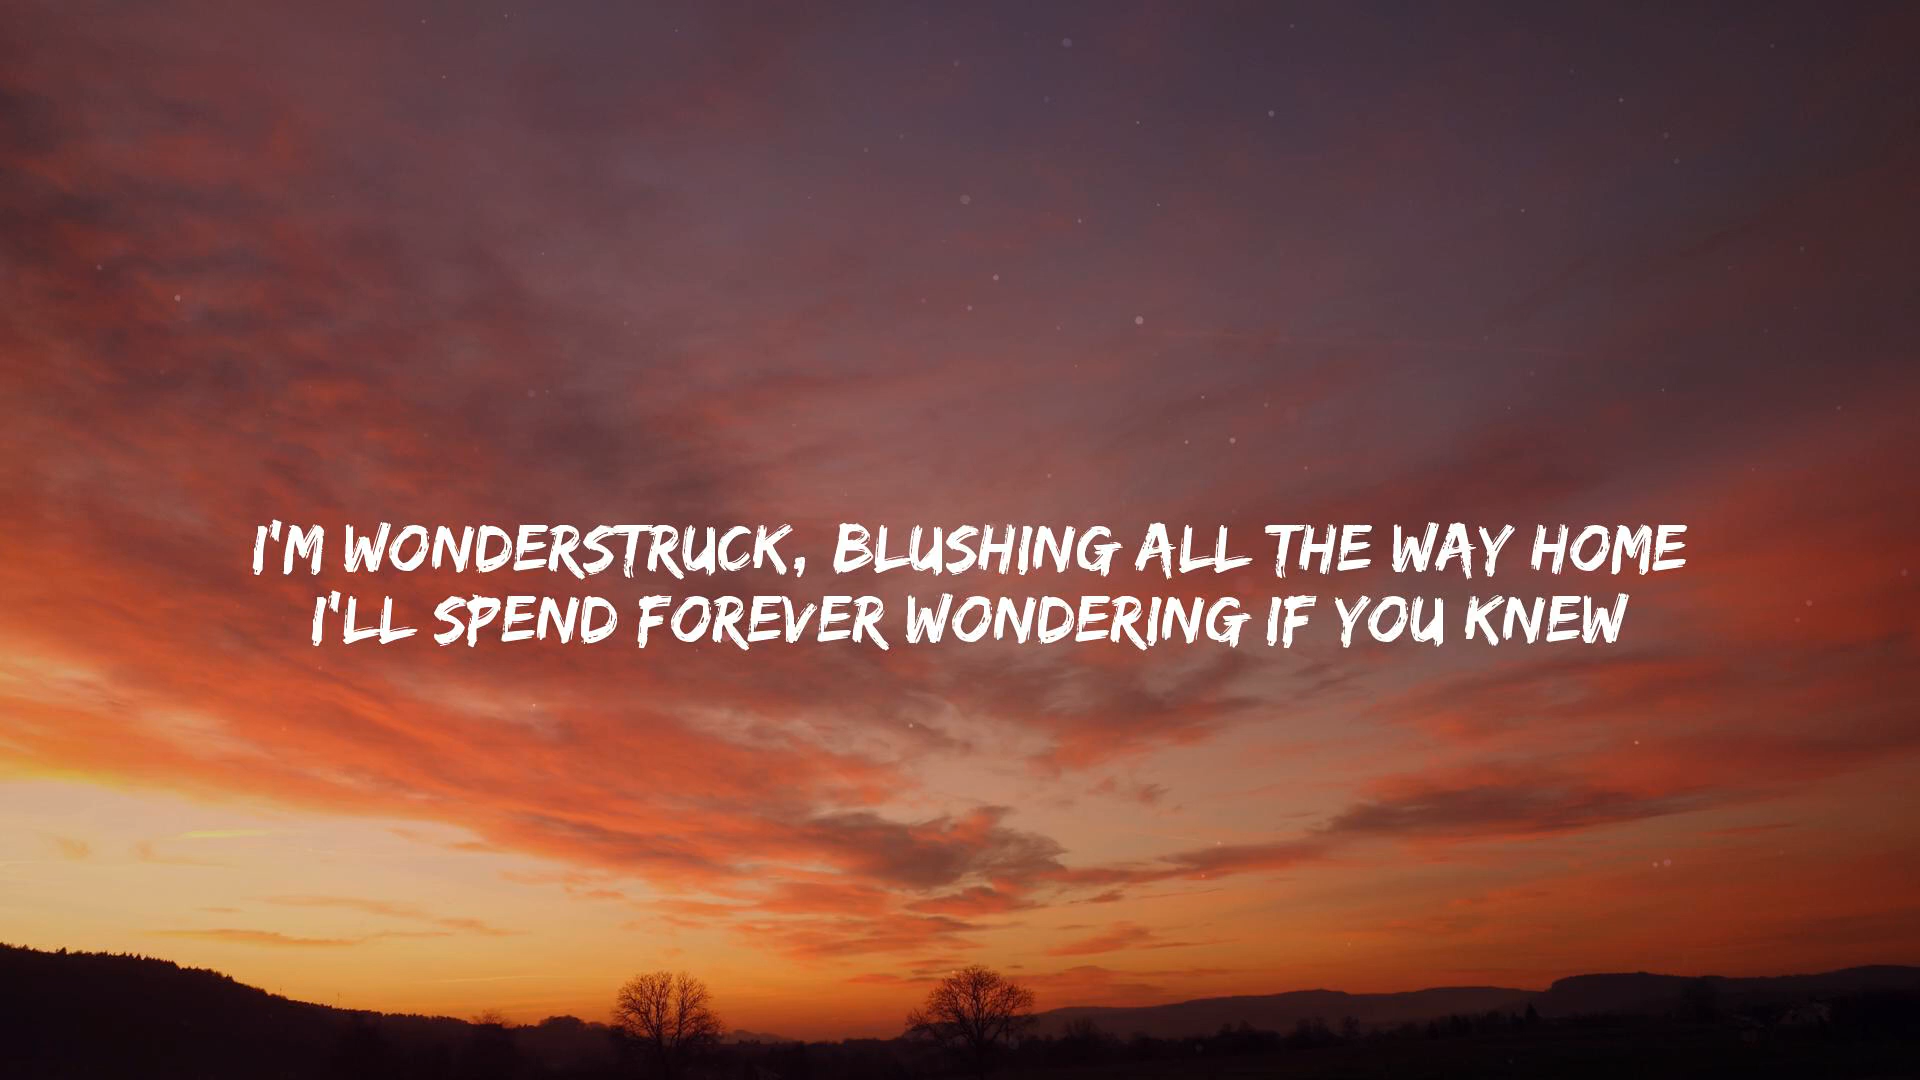 I'M WONDERSTRUCK, BLUSHING ALL THE WAY HOME
I'LL SPEND FOREVER WONDERING IF YOU KNEW